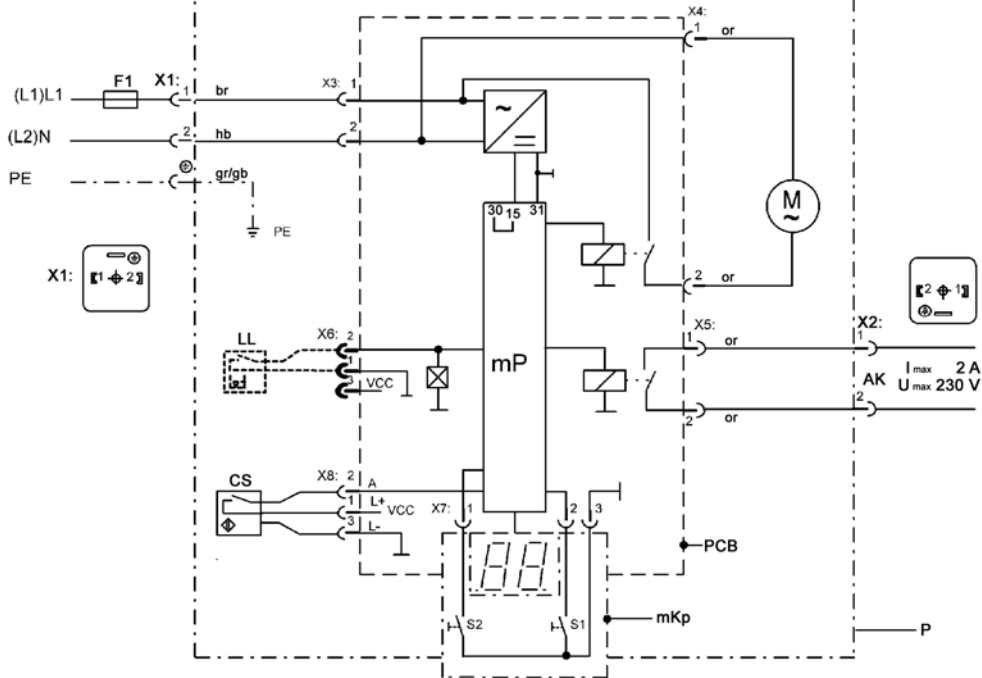 X4:
1 or
F1 X1: X3:
(L1)L1 1 br 1
~
(L2)N 2 hb 2
=
PE gr/gb
PE
30 15 31
M
~
X1: 1 2
2 or
2 1
LL X6: 2
1
3 VCC
mP
X5:
1 or
X2:
1
I max 2 A
AK U max 230 V
2 or 2
CS X8: 2 A
1 L+ VCC
3 L-
X7: 1 2 3
PCB
88
S2 S1
mKp
P